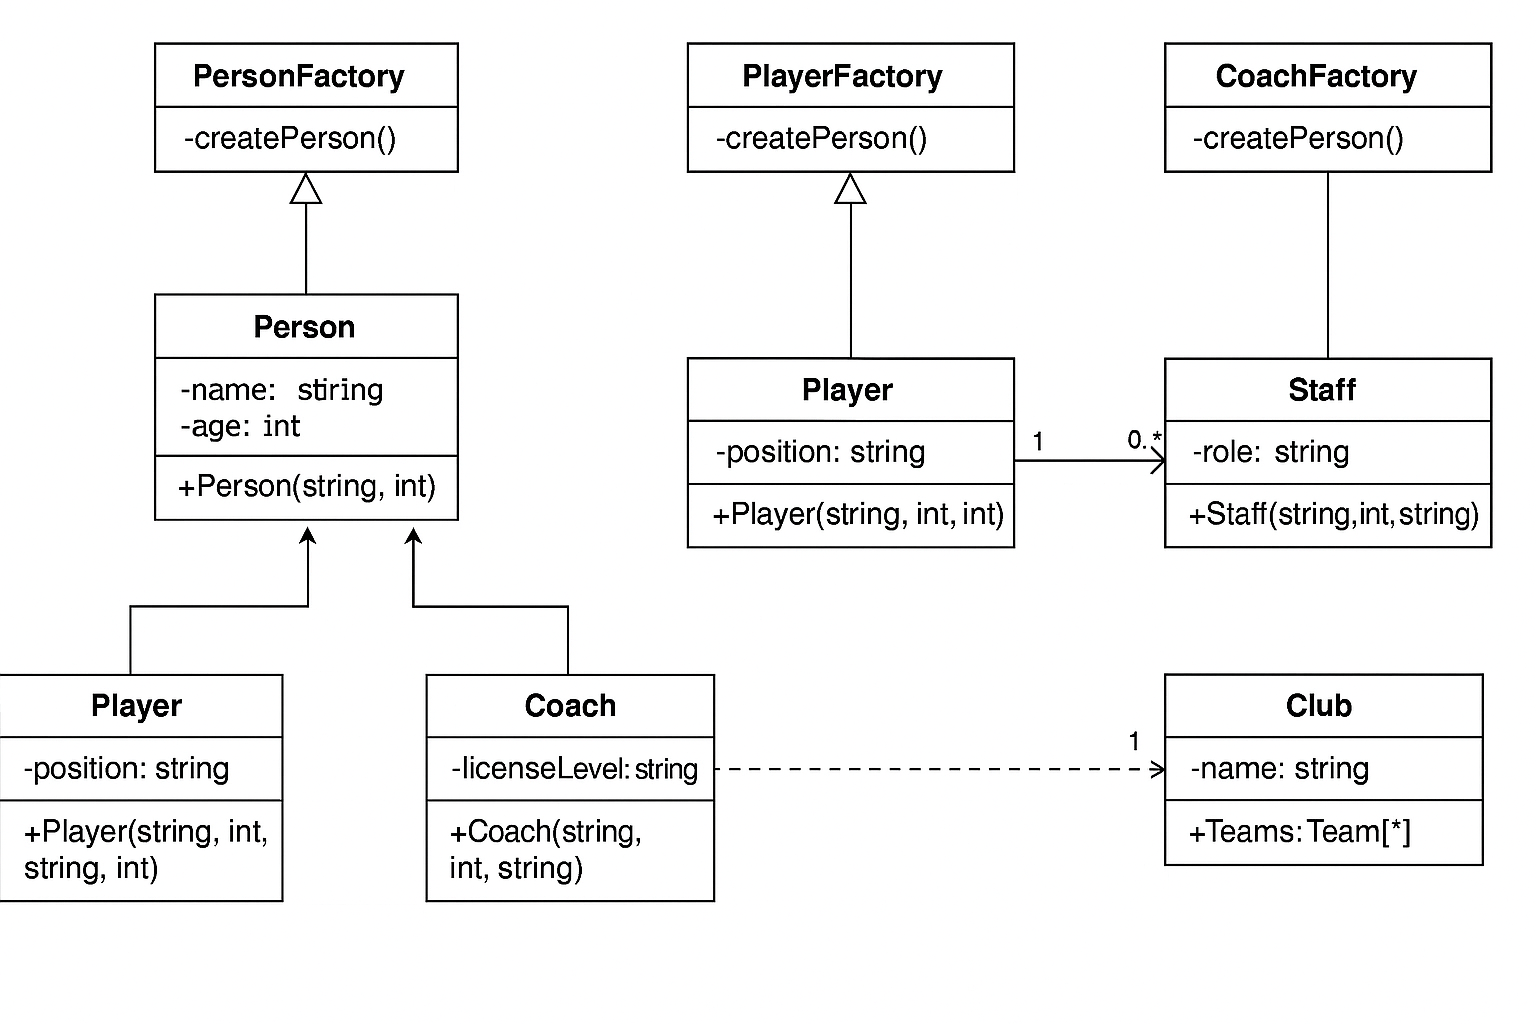 PersonFactory
-createPerson()
PlayerFactory
-createPerson()
CoachFactory
-createPerson()
Person
-name: stiring
-age: int
+Person(string, int)
Player
-position: string
+Player(string, int, int)
1
0..*
Staff
-role: string
+Staff(string,int,string)
Player
-position: string
+Player(string, int,
string, int)
Coach
-licenseLevel: string
+Coach(string,
int, string)
1
Club
-name: string
+Teams: Team[*]